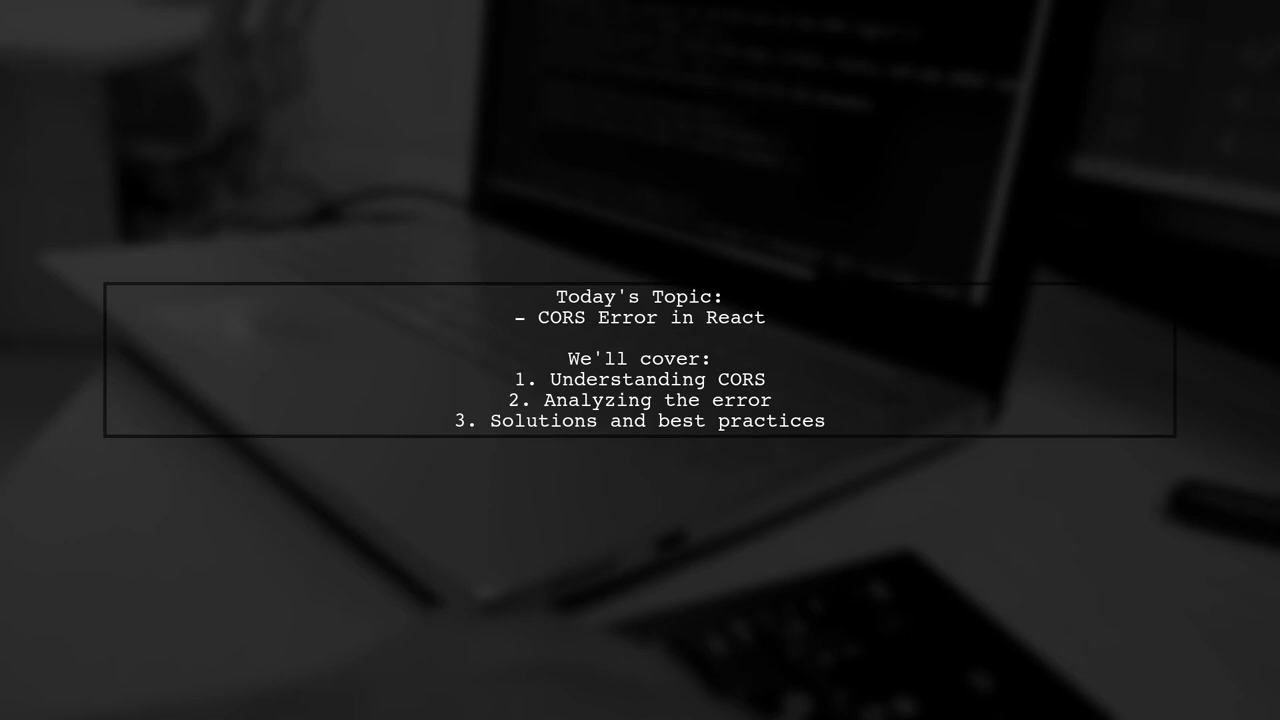 Today's Topic:
- CORS Error in React
We'll cover:
1. Understanding CORS
2. Analyzing the error
3. Solutions and best practices